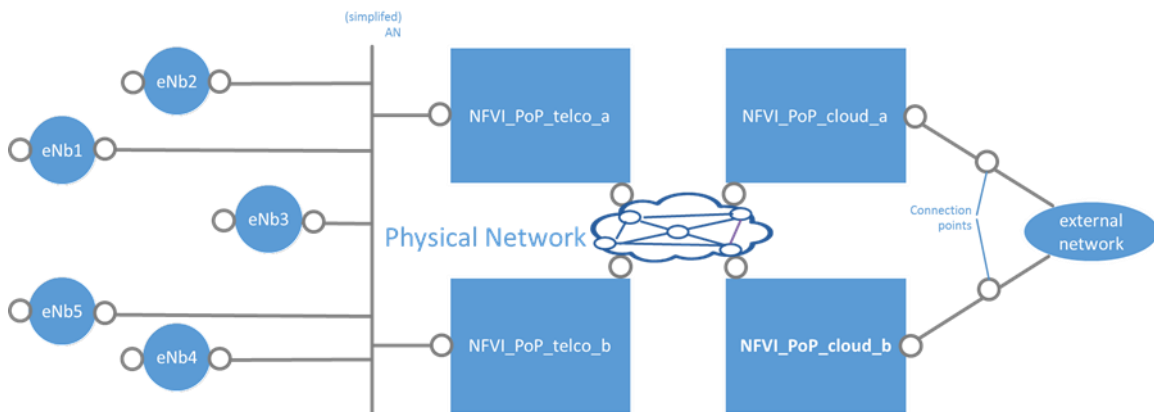 (simplifed)
AN
eNb2
NFVI_PoP_telco_a
NFVI_PoP_cloud_a
eNb1
eNb3
Physical Network
Connection
points
external
network
eNb5
eNb4
NFVI_PoP_telco_b
NFVI_PoP_cloud_b